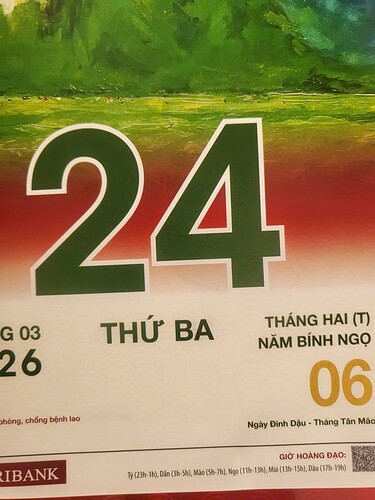 24
G 03
26
THỨ BA
THÁNG HAI (T)
NĂM BÍNH NGỌ
06
phòng, chống bệnh lao
Ngày Đinh Dậu - Tháng Tân Mão
GIỜ HOÀNG ĐẠO:
Tý (23h-1h), Dần (3h-5h), Mão (5h-7h), Ngọ (11h-13h), Mùi (13h-15h), Dậu (17h-19h)
RIBANK